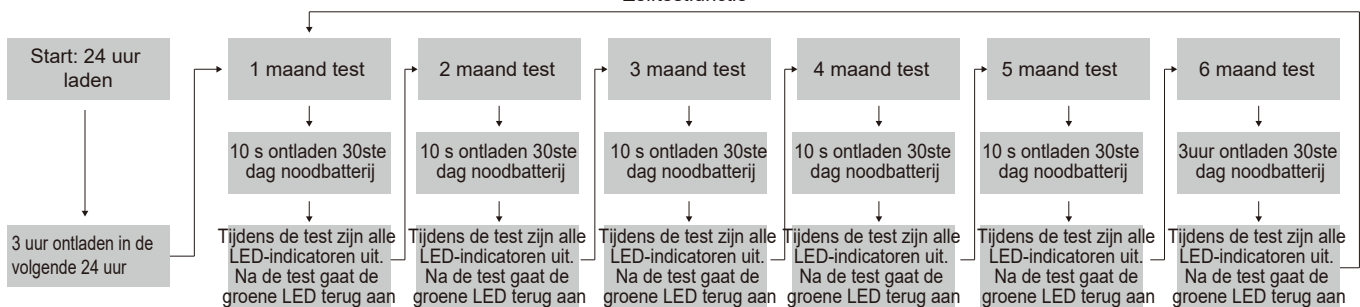 Start: 24 uur
laden
3 uur ontladen in de
volgende 24 uur
1 maand test
10 s ontladen 30ste
dag noodbatterij
Tijdens de test zijn alle
LED-indicatoren uit.
Na de test gaat de
groene LED terug aan
2 maand test
10 s ontladen 30ste
dag noodbatterij
Tijdens de test zijn alle
LED-indicatoren uit.
Na de test gaat de
groene LED terug aan
3 maand test
10 s ontladen 30ste
dag noodbatterij
Tijdens de test zijn alle
LED-indicatoren uit.
Na de test gaat de
groene LED terug aan
4 maand test
10 s ontladen 30ste
dag noodbatterij
Tijdens de test zijn alle
LED-indicatoren uit.
Na de test gaat de
groene LED terug aan
5 maand test
10 s ontladen 30ste
dag noodbatterij
Tijdens de test zijn alle
LED-indicatoren uit.
Na de test gaat de
groene LED terug aan
6 maand test
3uur ontladen 30ste
dag noodbatterij
Tijdens de test zijn alle
LED-indicatoren uit.
Na de test gaat de
groene LED terug aan